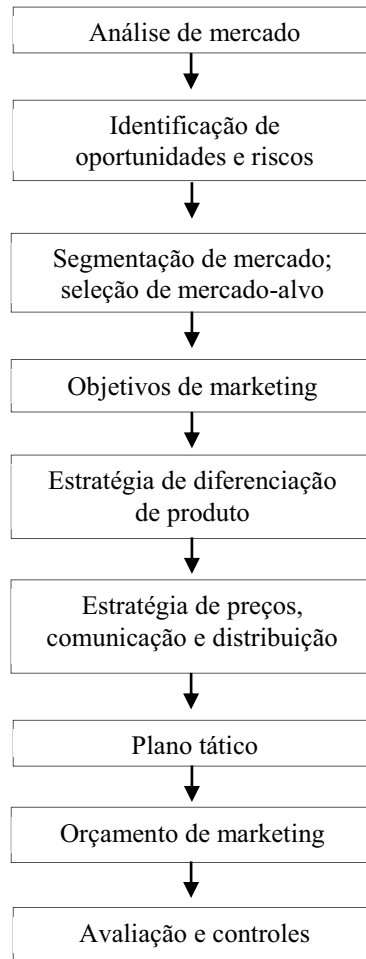 Análise de mercado
Identificação de
oportunidades e riscos
Segmentação de mercado;
seleção de mercado-alvo
Objetivos de marketing
Estratégia de diferenciação
de produto
Estratégia de preços,
comunicação e distribuição
Plano tático
Orçamento de marketing
Avaliação e controles